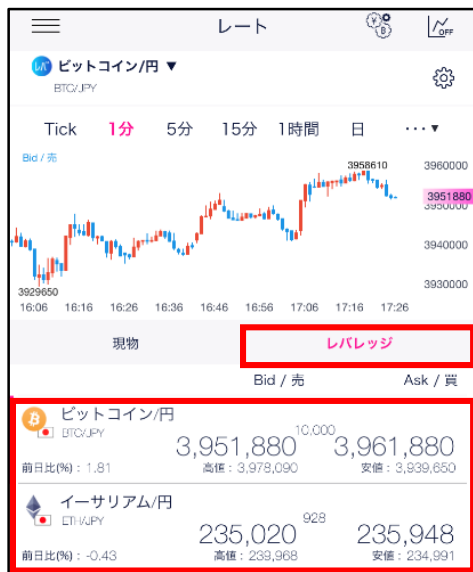 レート
OFF
レバ ビットコイン/円 ▼
BTC/JPY
Tick 1分 5分 15分 1時間 日 ･･･▼
Bid / 売
3958610
3960000
3951880
3950000
3940000
3930000
3929650
16:06 16:16 16:26 16:36 16:46 16:56 17:06 17:16 17:26
現物 レバレッジ
Bid / 売 Ask / 買
ビットコイン/円
BTC/JPY
3,951,880 10,000 3,961,880
前日比(%) : 1.81 高値 : 3,978,090 安値 : 3,939,650
イーサリアム/円
ETH/JPY
235,020 928 235,948
前日比(%) : -0.43 高値 : 239,968 安値 : 234,991